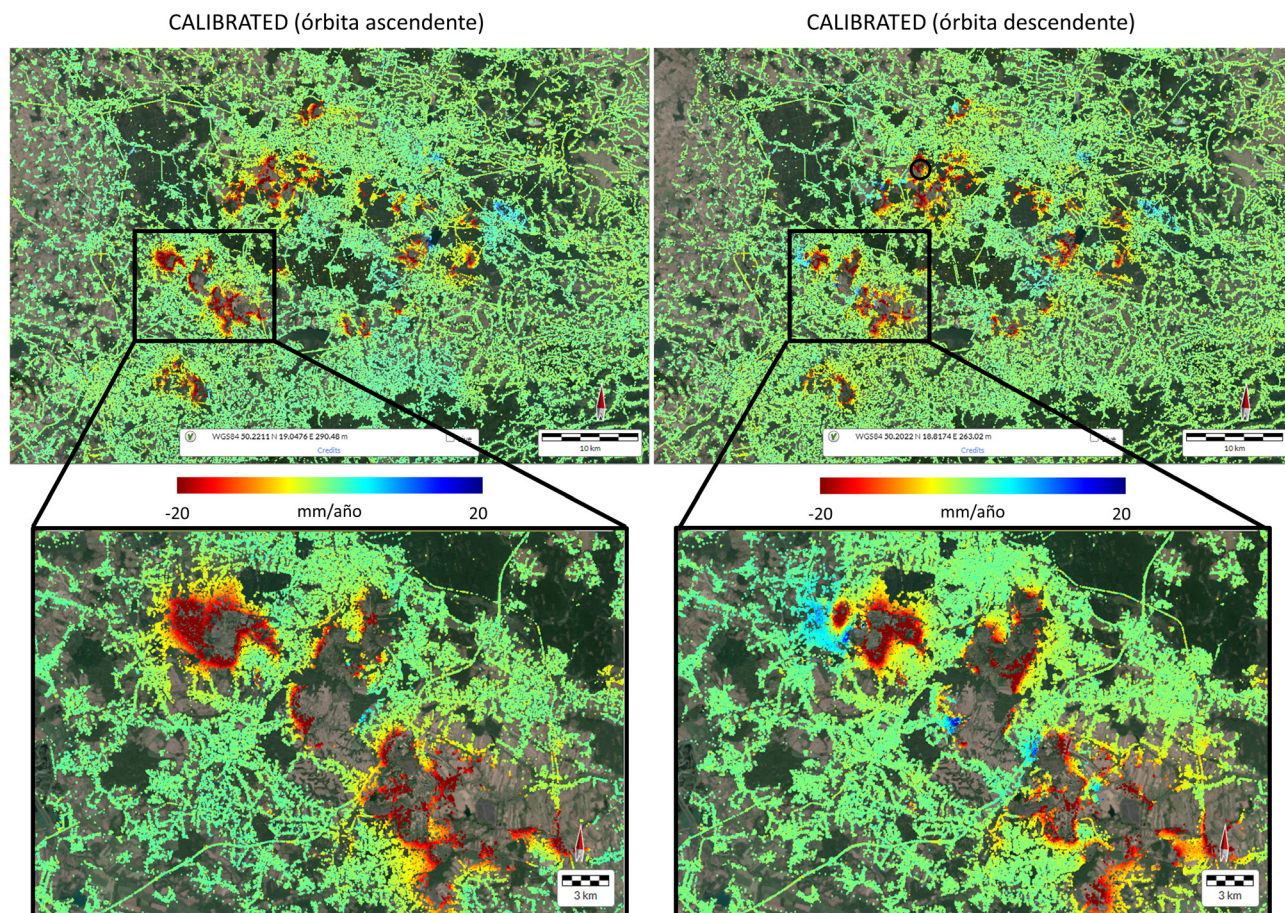 CALIBRATED (órbita ascendente)
CALIBRATED (órbita descendente)
WGS84 50.2211 N 19.0476 E 290.48 m
Credits
10 km
WGS84 50.2022 N 18.8174 E 263.02 m
Credits
10 km
-20 mm/año 20
-20 mm/año 20
3 km
3 km